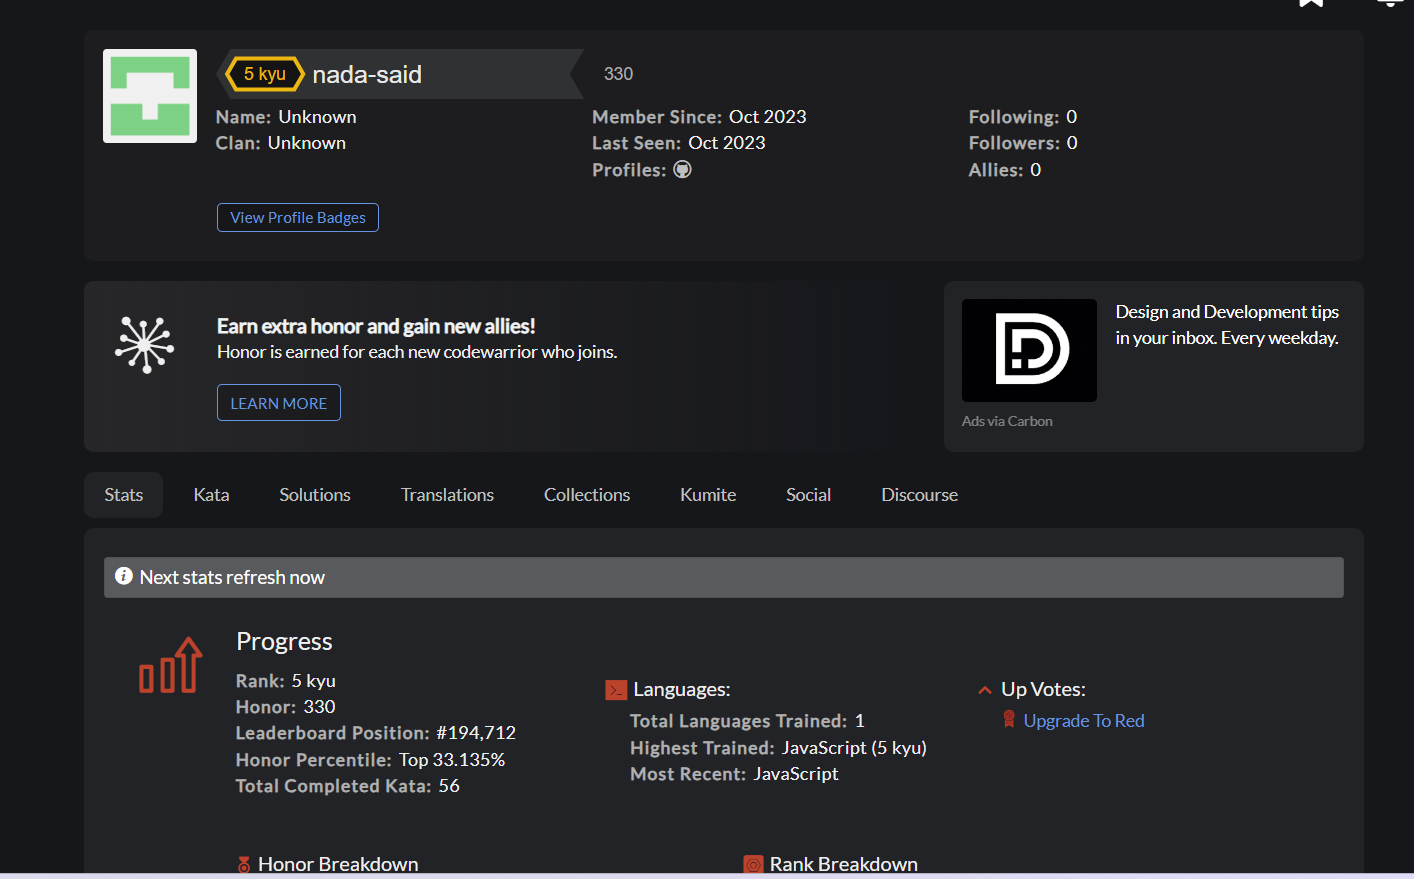 5 kyu nada-said 330
Name: Unknown Member Since: Oct 2023 Following: 0
Clan: Unknown Last Seen: Oct 2023 Followers: 0
Profiles: Allies: 0
View Profile Badges
Earn extra honor and gain new allies!
Honor is earned for each new codewarrior who joins.
LEARN MORE
Design and Development tips
in your inbox. Every weekday.
Ads via Carbon
Stats Kata Solutions Translations Collections Kumite Social Discourse
Next stats refresh now
Progress
Rank: 5 kyu
Honor: 330
Leaderboard Position: #194,712
Honor Percentile: Top 33.135%
Total Completed Kata: 56
Languages:
Total Languages Trained: 1
Highest Trained: JavaScript (5 kyu)
Most Recent: JavaScript
Up Votes:
Upgrade To Red
Honor Breakdown Rank Breakdown